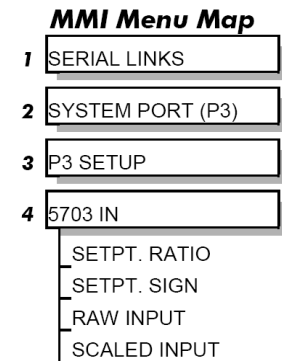 MMI Menu Map
1 SERIAL LINKS
2 SYSTEM PORT (P3)
3 P3 SETUP
4 5703 IN
SETPT. RATIO
SETPT. SIGN
RAW INPUT
SCALED INPUT